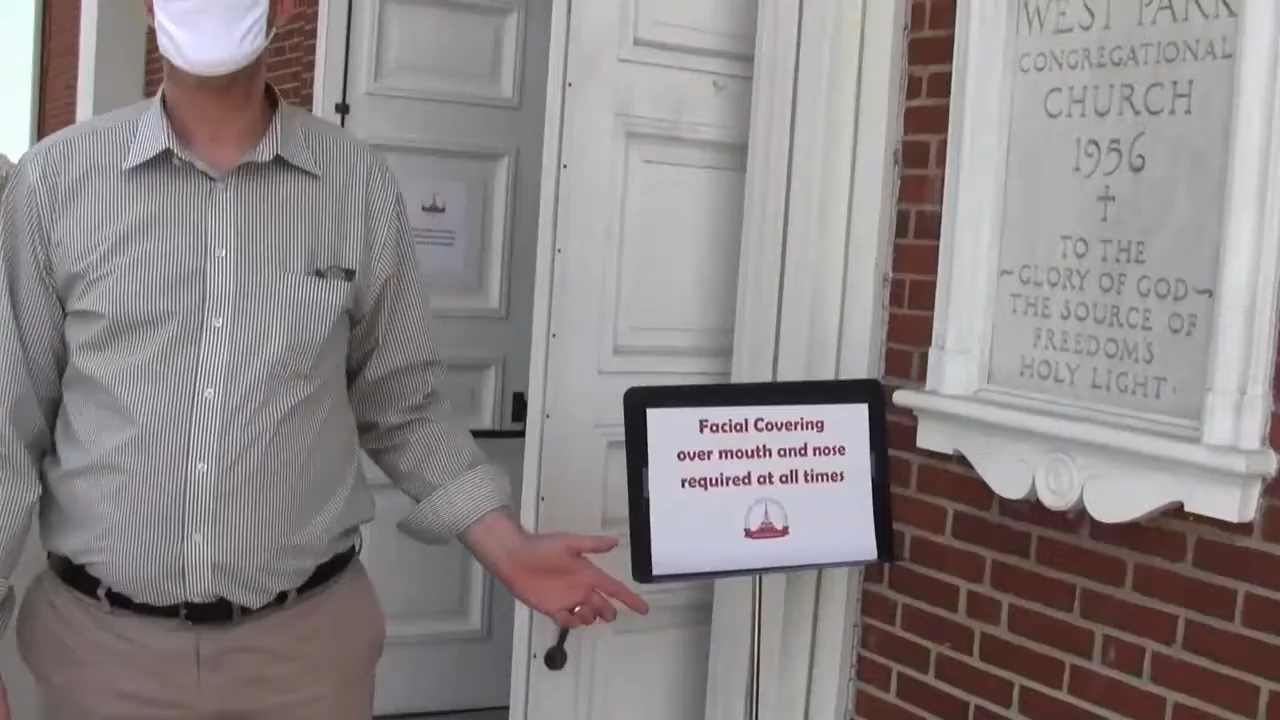 Facial Covering
over mouth and nose
required at all times
WEST PARK
CONGREGATIONAL
CHURCH
1956
TO THE
~GLORY OF GOD~
THE SOURCE OF
FREEDOM'S
HOLY LIGHT·